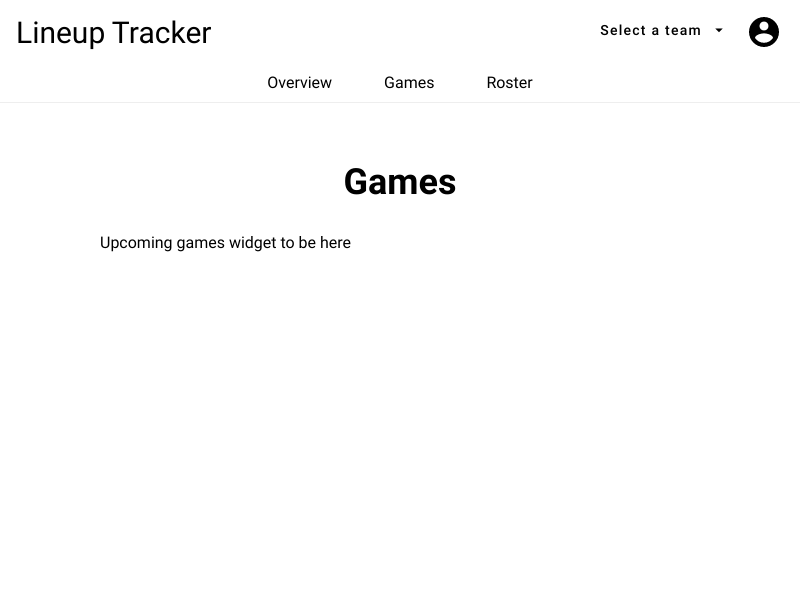 Lineup Tracker
Select a team
Overview Games Roster
Games
Upcoming games widget to be here